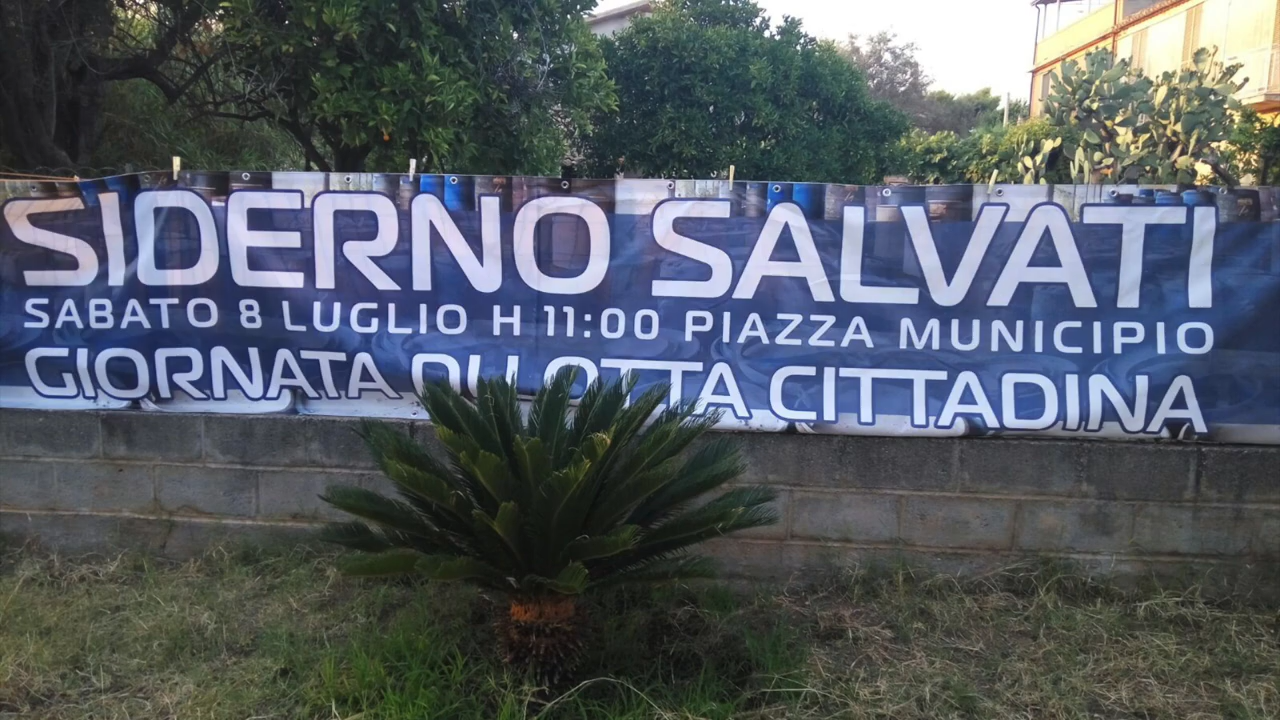 SIDERNO SALVATI
SABATO 8 LUGLIO H 11:00 PIAZZA MUNICIPIO
GIORNATA DI LOTTA CITTADINA